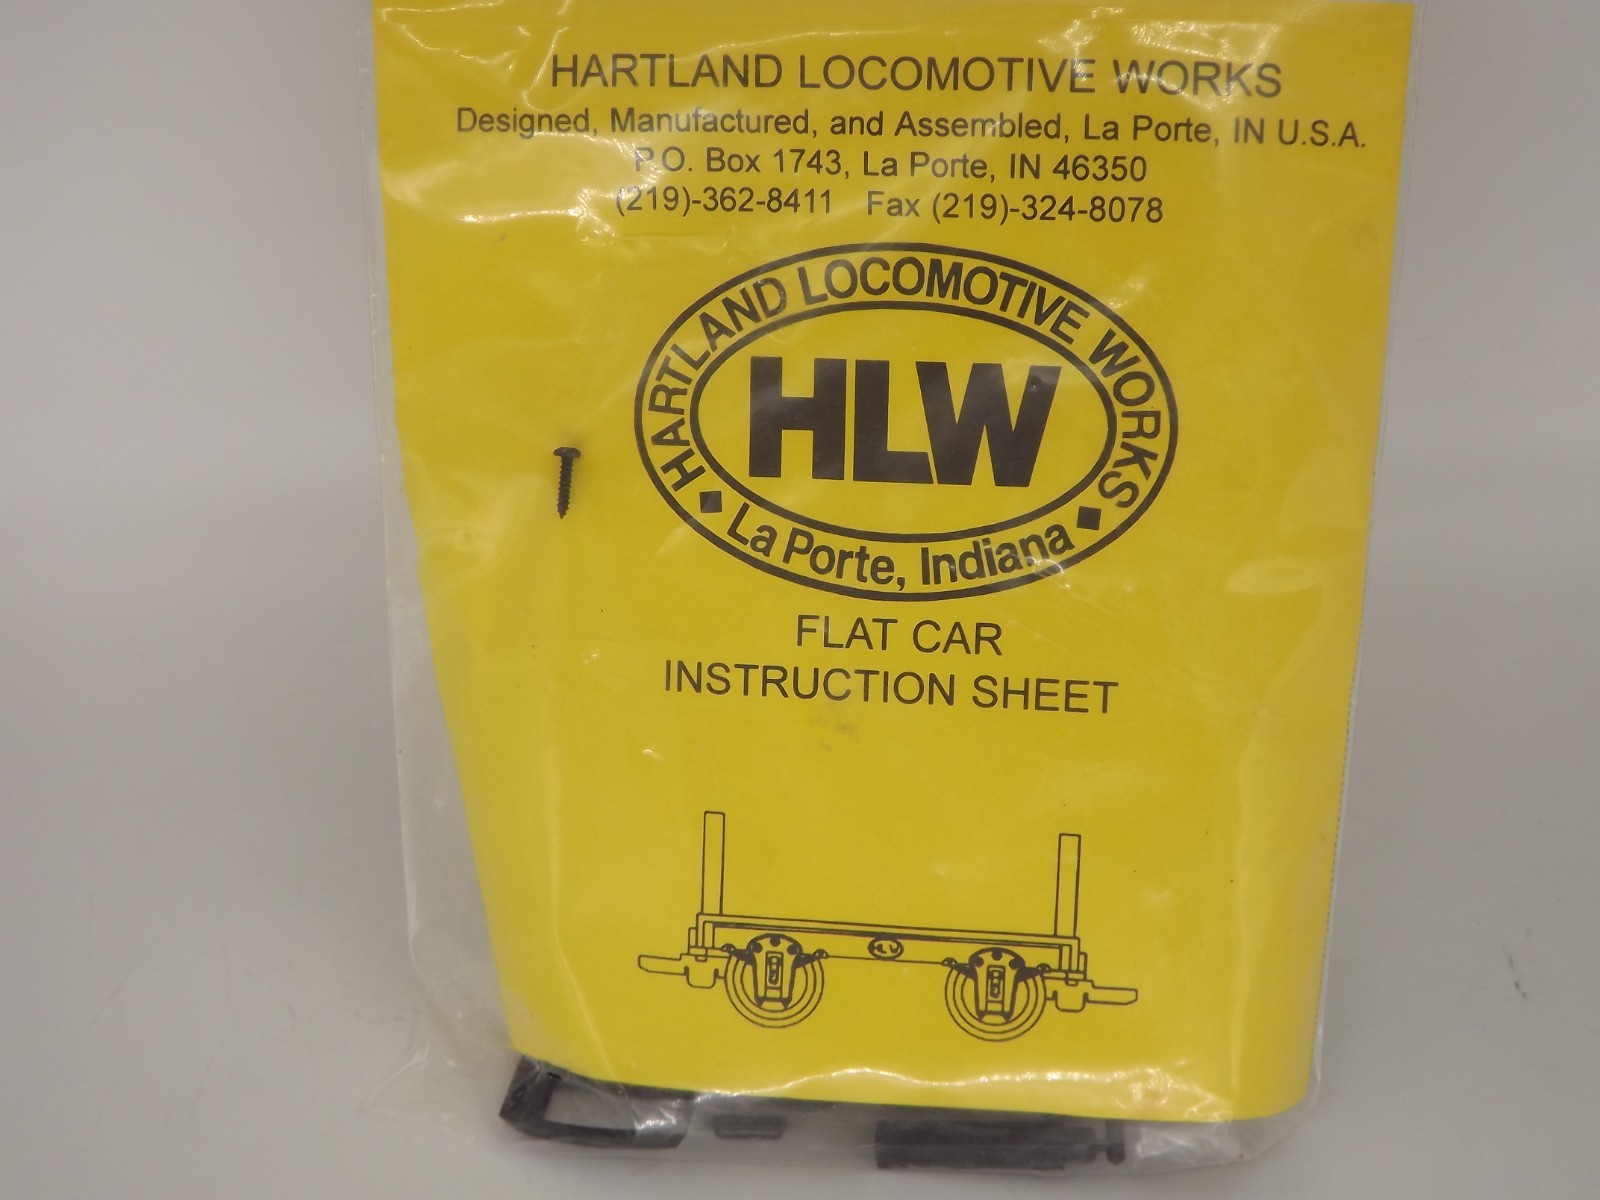 HARTLAND LOCOMOTIVE WORKS
Designed, Manufactured, and Assembled, La Porte, IN U.S.A.
P.O. Box 1743, La Porte, IN 46350
(219)-362-8411 Fax (219)-324-8078
HARTLAND LOCOMOTIVE WORKS
HLW
La Porte, Indiana
FLAT CAR
INSTRUCTION SHEET